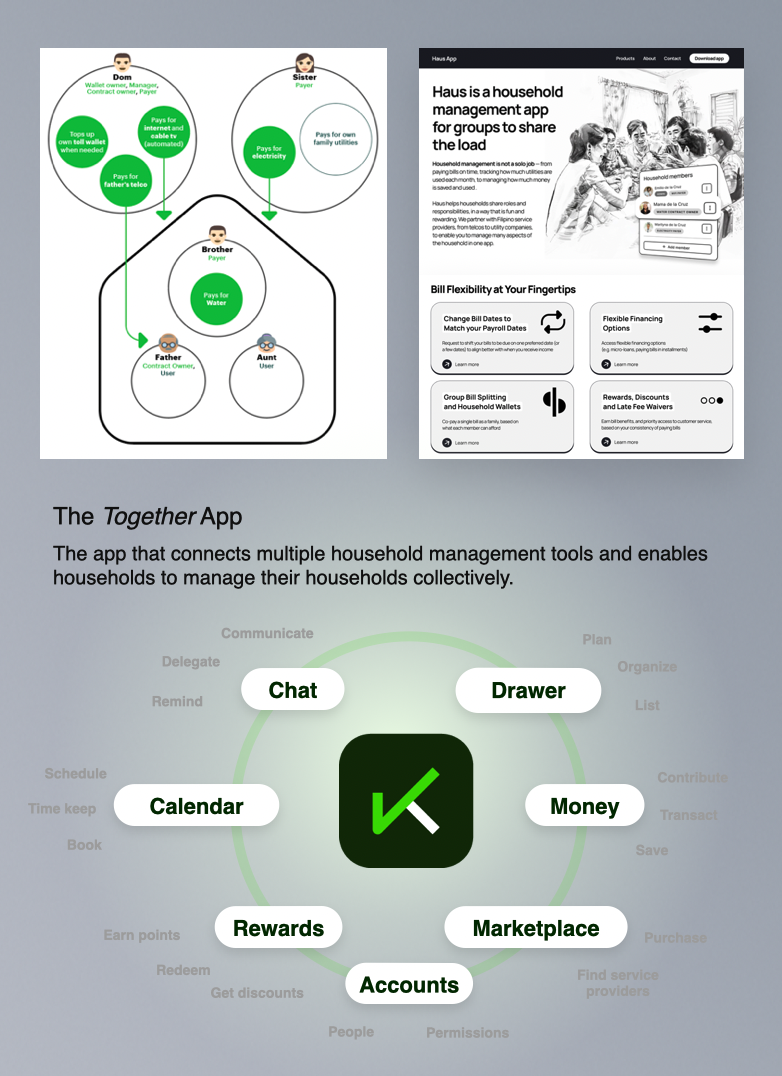 Dom
Wallet owner, Manager,
Contract owner, Payer
Tops up
own toll wallet
when needed
Pays for
internet and
cable tv
(automated)
Pays for
father's telco
Sister
Payer
Pays for
electricity
Pays for own
family utilities
Brother
Payer
Pays for
Water
Father
Contract Owner,
User
Aunt
User
Haus App
Products
About
Contact
Download app
Haus is a household
management app
for groups to share
the load
Household management is not a solo job — from
paying bills on time, tracking how much utilities are
used each month, to managing how much money
is saved and used.
Haus helps households share roles and
responsibilities, in a way that is fun and
rewarding. We partner with Filipino service
providers, from telcos to utility companies,
to enable you to manage many aspects of
the household in one app.
Household members
Mama de la Cruz
+ Add member
Bill Flexibility at Your Fingertips
Change Bill Dates to
Match your Payroll Dates
Request to shift your bills to be due on one preferred date (or
a few dates) to align better with when you receive income
Learn more
Flexible Financing
Options
Access flexible financing options
(e.g. micro-loans, paying bills in installments)
Learn more
Group Bill Splitting
and Household Wallets
Co-pay a single bill as a family, based on
what each member can afford
Learn more
Rewards, Discounts
and Late Fee Waivers
Earn bill benefits, and priority access to customer service,
based on your consistency of paying bills
Learn more
The Together App
The app that connects multiple household management tools and enables
households to manage their households collectively.
Communicate
Delegate
Remind
Chat
Drawer
Plan
Organize
List
Schedule
Time keep
Book
Calendar
Money
Contribute
Transact
Save
Earn points
Redeem
Get discounts
Rewards
Marketplace
Purchase
Find service
providers
Accounts
People
Permissions